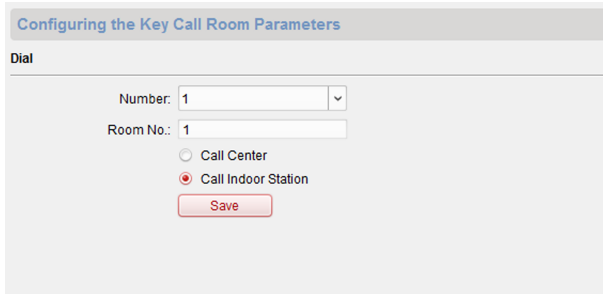 Configuring the Key Call Room Parameters
Dial
Number: 1
Room No.: 1
Call Center
Call Indoor Station
Save